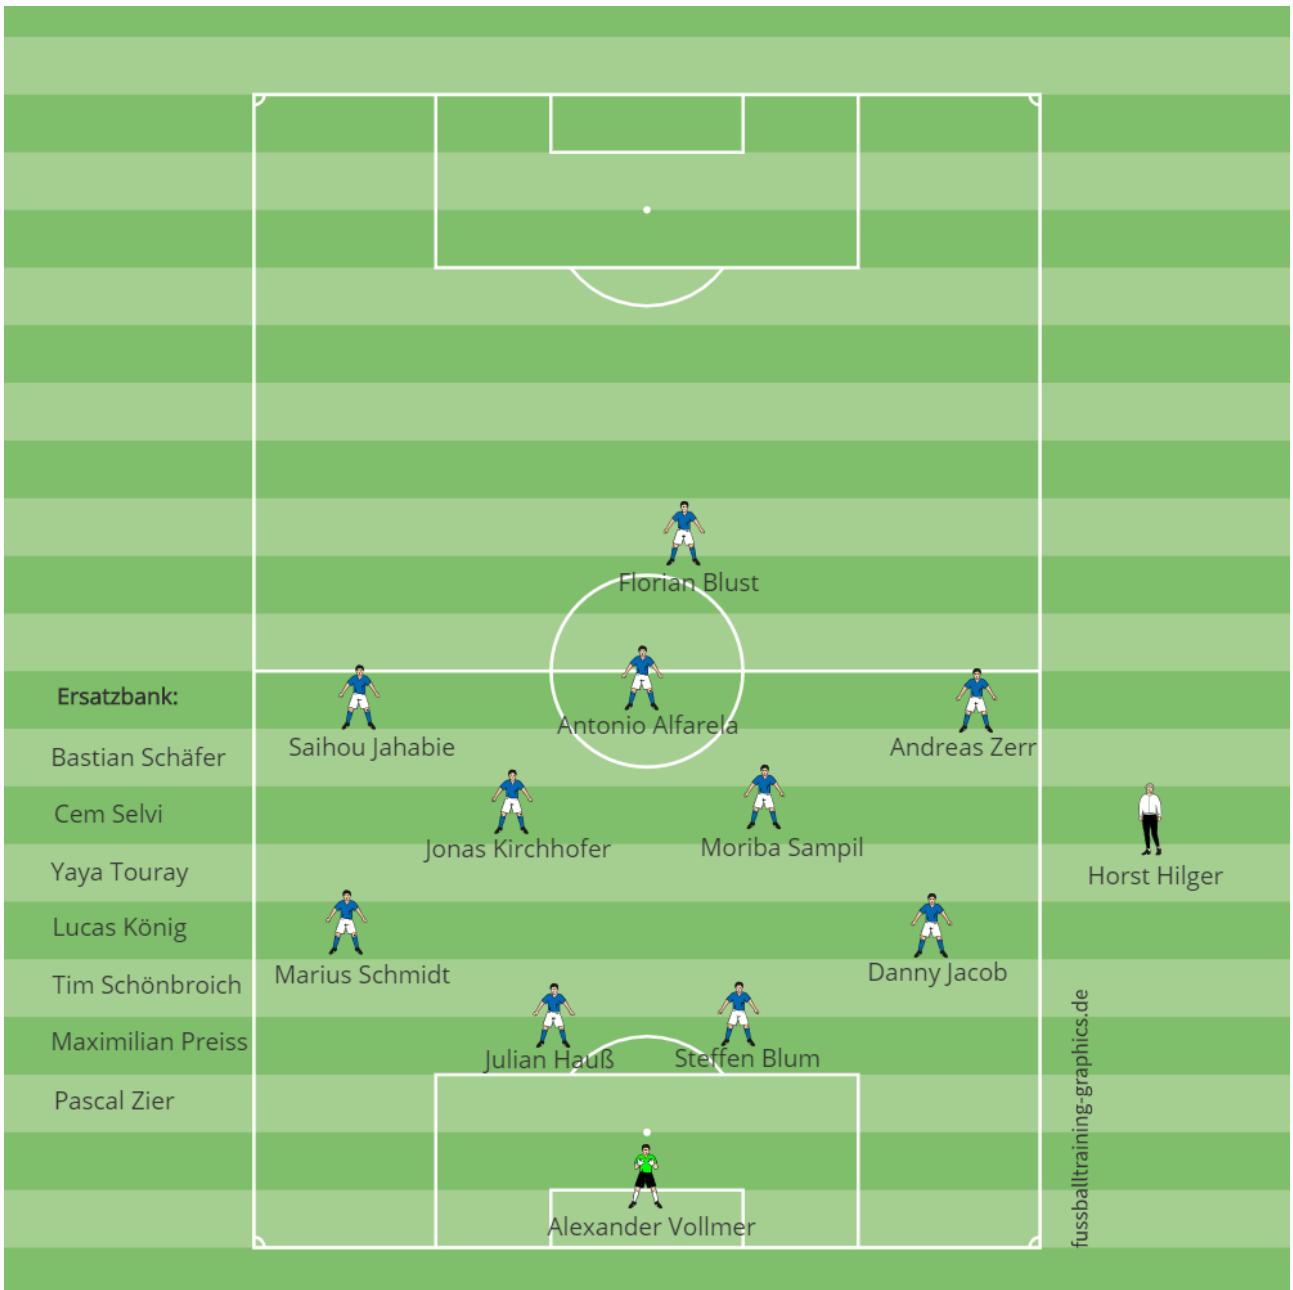 Florian Blust
Antonio Alfarela
Saihou Jahabie
Andreas Zerr
Jonas Kirchhofer
Moriba Sampil
Marius Schmidt
Danny Jacob
Julian Hauß
Steffen Blum
Alexander Vollmer
Ersatzbank:
Bastian Schäfer
Cem Selvi
Yaya Touray
Lucas König
Tim Schönbroich
Maximilian Preiss
Pascal Zier
Horst Hilger
fussballtraining-graphics.de